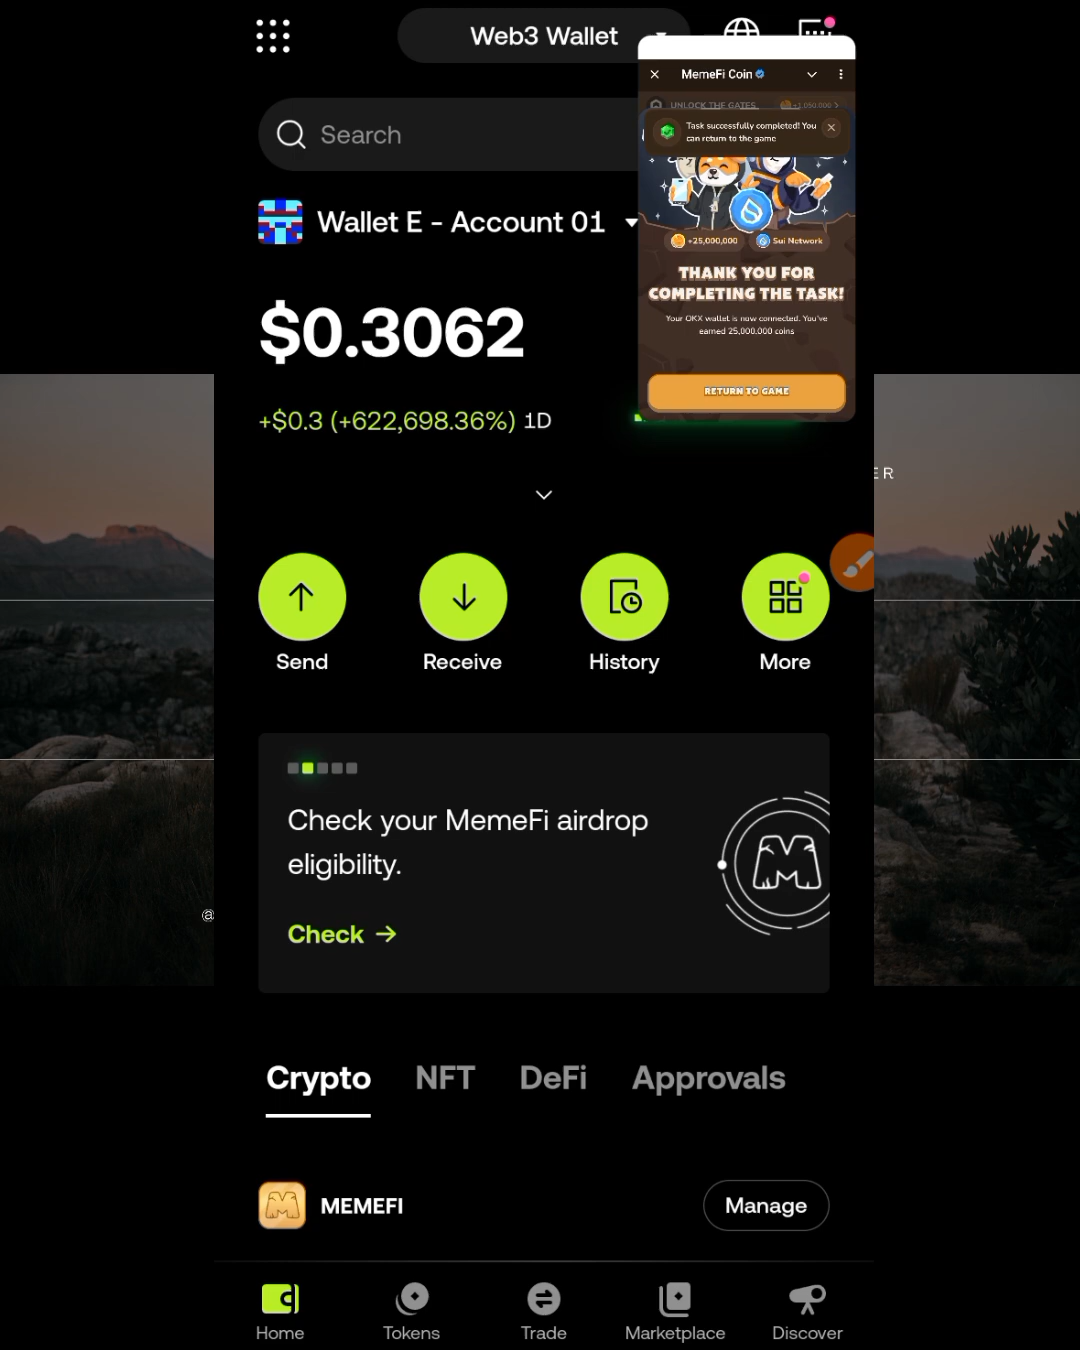 Web3 Wallet
Search
Wallet E - Account 01
$0.3062
+$0.3 (+622,698.36%) 1D
MemeFi Coin
UNLOCK THE GATES
+1,050,000
Task successfully completed! You
can return to the game
+25,000,000
Sui Network
THANK YOU FOR
COMPLETING THE TASK!
Your OKX wallet is now connected. You've
earned 25,000,000 coins
RETURN TO GAME
ER
Send
Receive
History
More
Check your MemeFi airdrop
eligibility.
Check
@
Crypto
NFT
DeFi
Approvals
MEMEFI
Manage
Home
Tokens
Trade
Marketplace
Discover